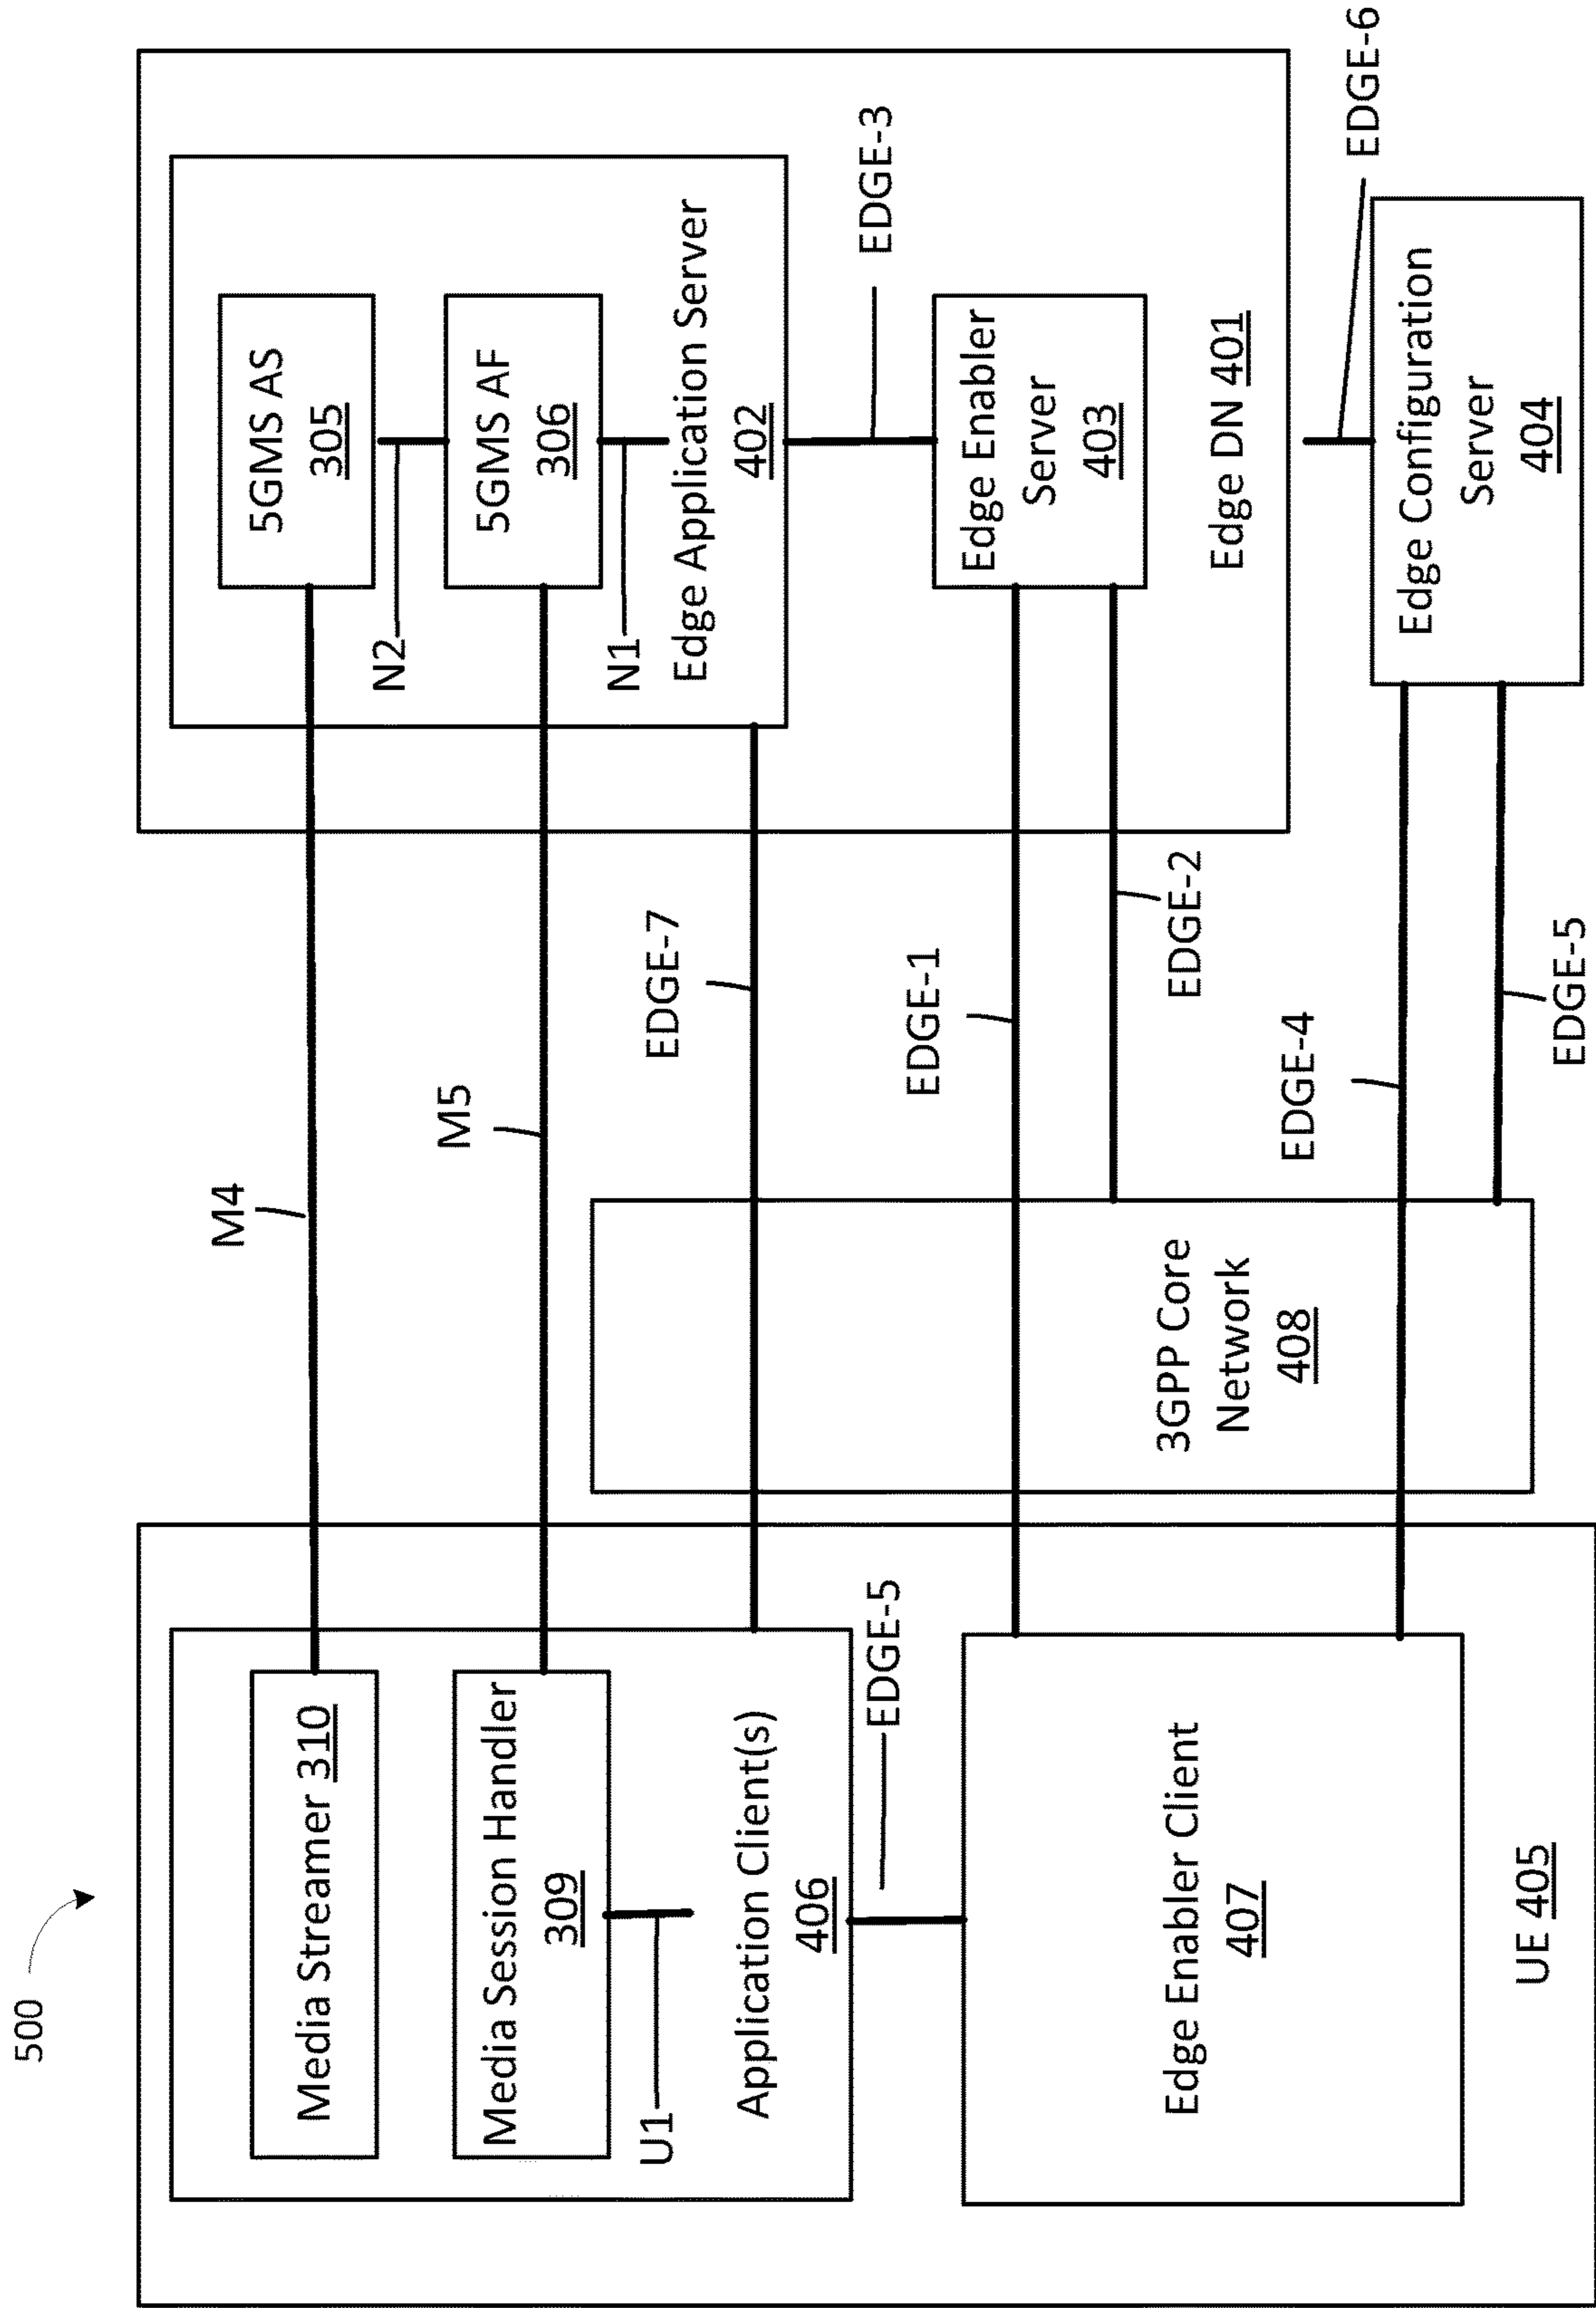 500
Media Streamer 310
Media Session Handler
309
U1
Application Client(s)
406
EDGE-5
Edge Enabler Client
407
UE 405
M4
M5
EDGE-7
EDGE-1
EDGE-2
EDGE-4
EDGE-5
3GPP Core
Network
408
5GMS AS
305
N2
5GMS AF
306
N1
Edge Application Server
402
EDGE-3
Edge Enabler
Server
403
Edge DN 401
EDGE-6
Edge Configuration
Server
404